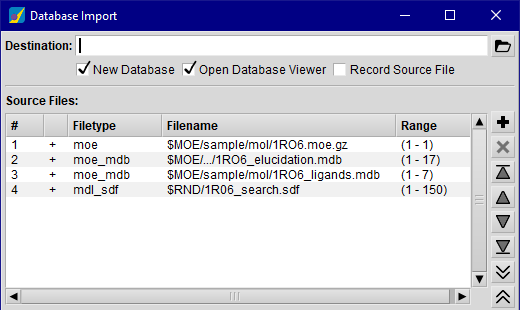 Database Import
Destination:
New Database Open Database Viewer Record Source File
Source Files:
# Filetype Filename Range
1 + moe $MOE/sample/mol/1RO6.moe.gz (1 - 1)
2 + moe_mdb $MOE/.../1RO6_elucidation.mdb (1 - 17)
3 + moe_mdb $MOE/sample/mol/1RO6_ligands.mdb (1 - 7)
4 + mdl_sdf $RND/1R06_search.sdf (1 - 150)